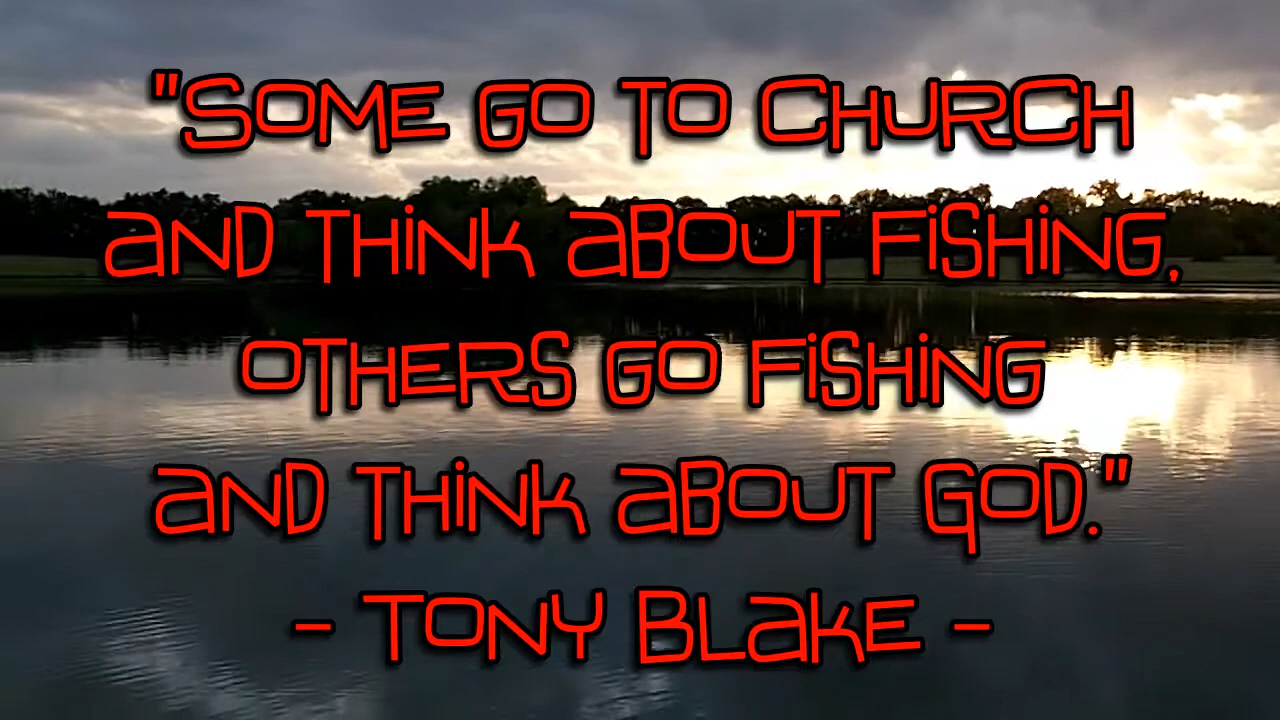 "SOME GO TO CHURCH
AND THINK ABOUT FISHING,
OTHERS GO FISHING
AND THINK ABOUT GOD."
- TONY BLAKE -